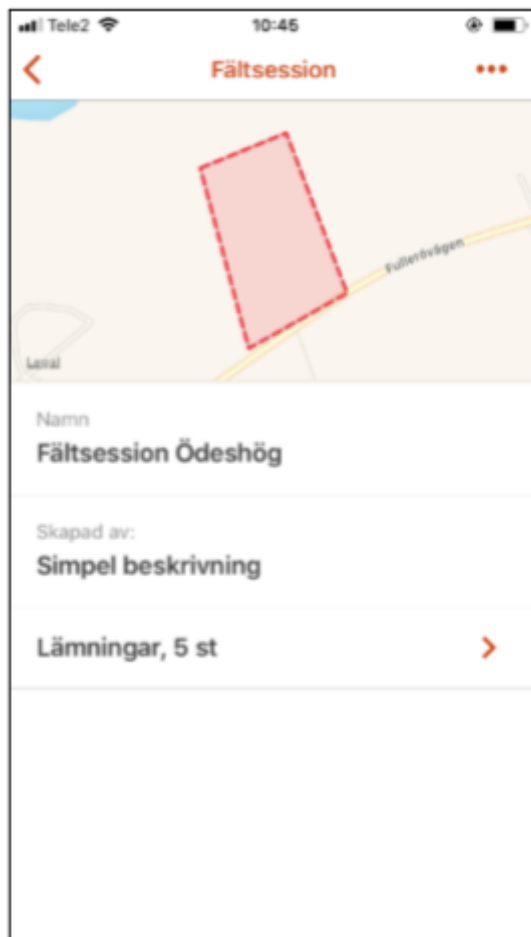 Tele2
10:45
Fältsession
Fullerövägen
Legal
Namn
Fältsession Ödeshög
Skapad av:
Simpel beskrivning
Lämningar, 5 st